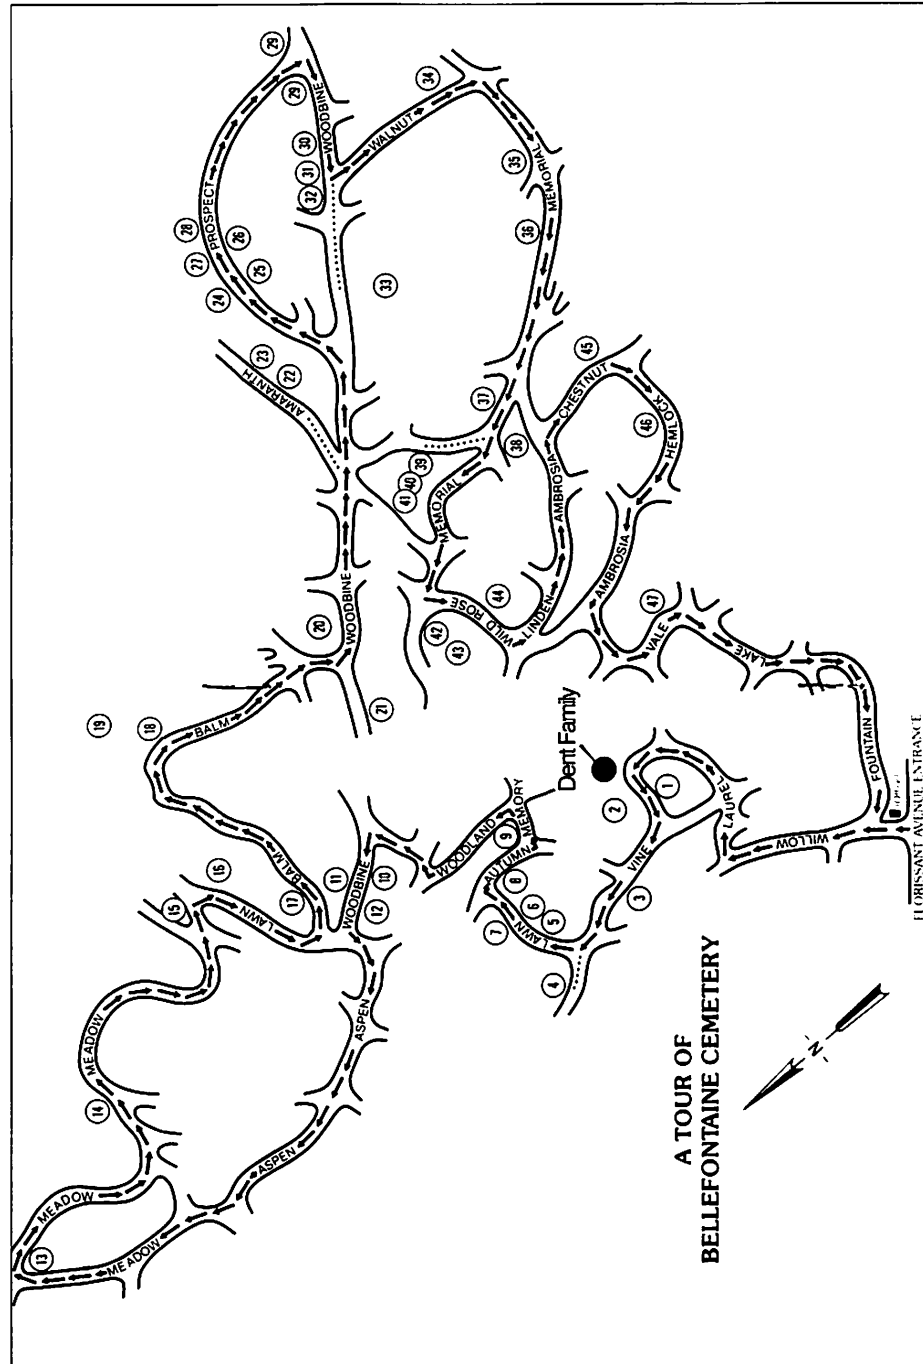 29
PROSPECT
28
27
26
24
25
29
WOODBINE
30
31
32
WALNUT
34
35
MEMORIAL
36
33
23
22
AMARANTH
37
38
39
40
41
MEMORIAL
45
CHESTNUT
46
HEMLOCK
AMBROSIA
AMBROSIA
WOODBINE
20
21
42
43
44
WILD ROSE
LINDEN
47
VALE
LAKE
19
18
BALM
BALM
17
16
15
LAWN
Dent Family
FOUNTAIN
1
2
LAUREL
WILLOW
VINE
3
WOODLAND
MEMORY
9
AUTUMN
8
7
6
5
LAWN
4
11
10
12
WOODBINE
ASPEN
ASPEN
MEADOW
14
MEADOW
13
MEADOW
FLORISSANT AVENUE ENTRANCE
N
A TOUR OF
BELLEFONTAINE CEMETERY